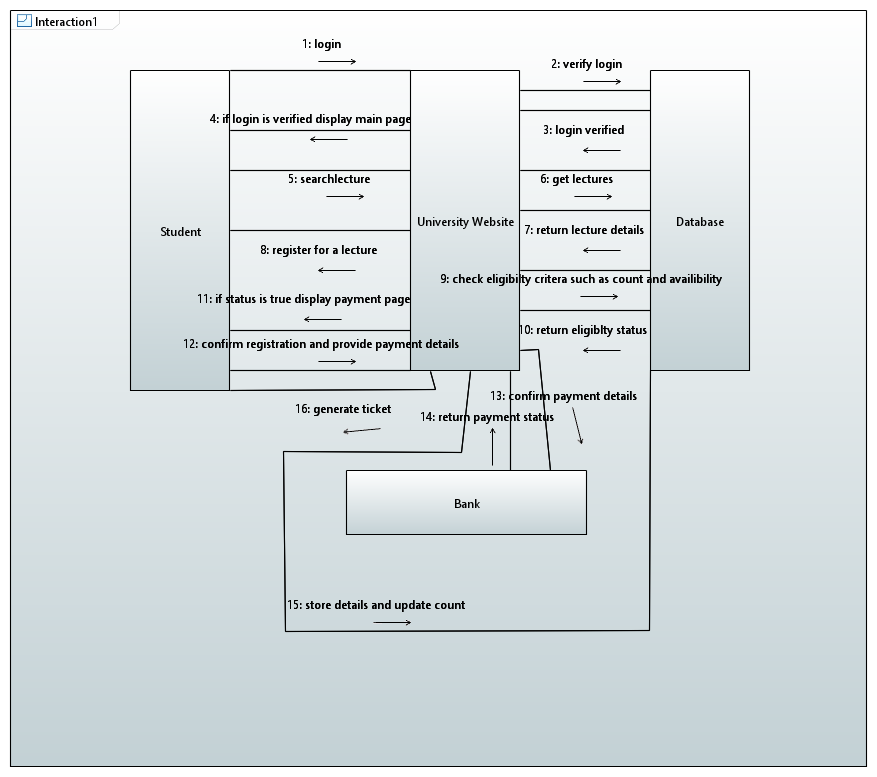 Interaction1
1: login
2: verify login
4: if login is verified display main page
3: login verified
5: searchlecture
6: get lectures
Student
University Website
Database
7: return lecture details
8: register for a lecture
9: check eligibilty critera such as count and availibility
11: if status is true display payment page
10: return eligiblty status
12: confirm registration and provide payment details
13: confirm payment details
16: generate ticket
14: return payment status
Bank
15: store details and update count